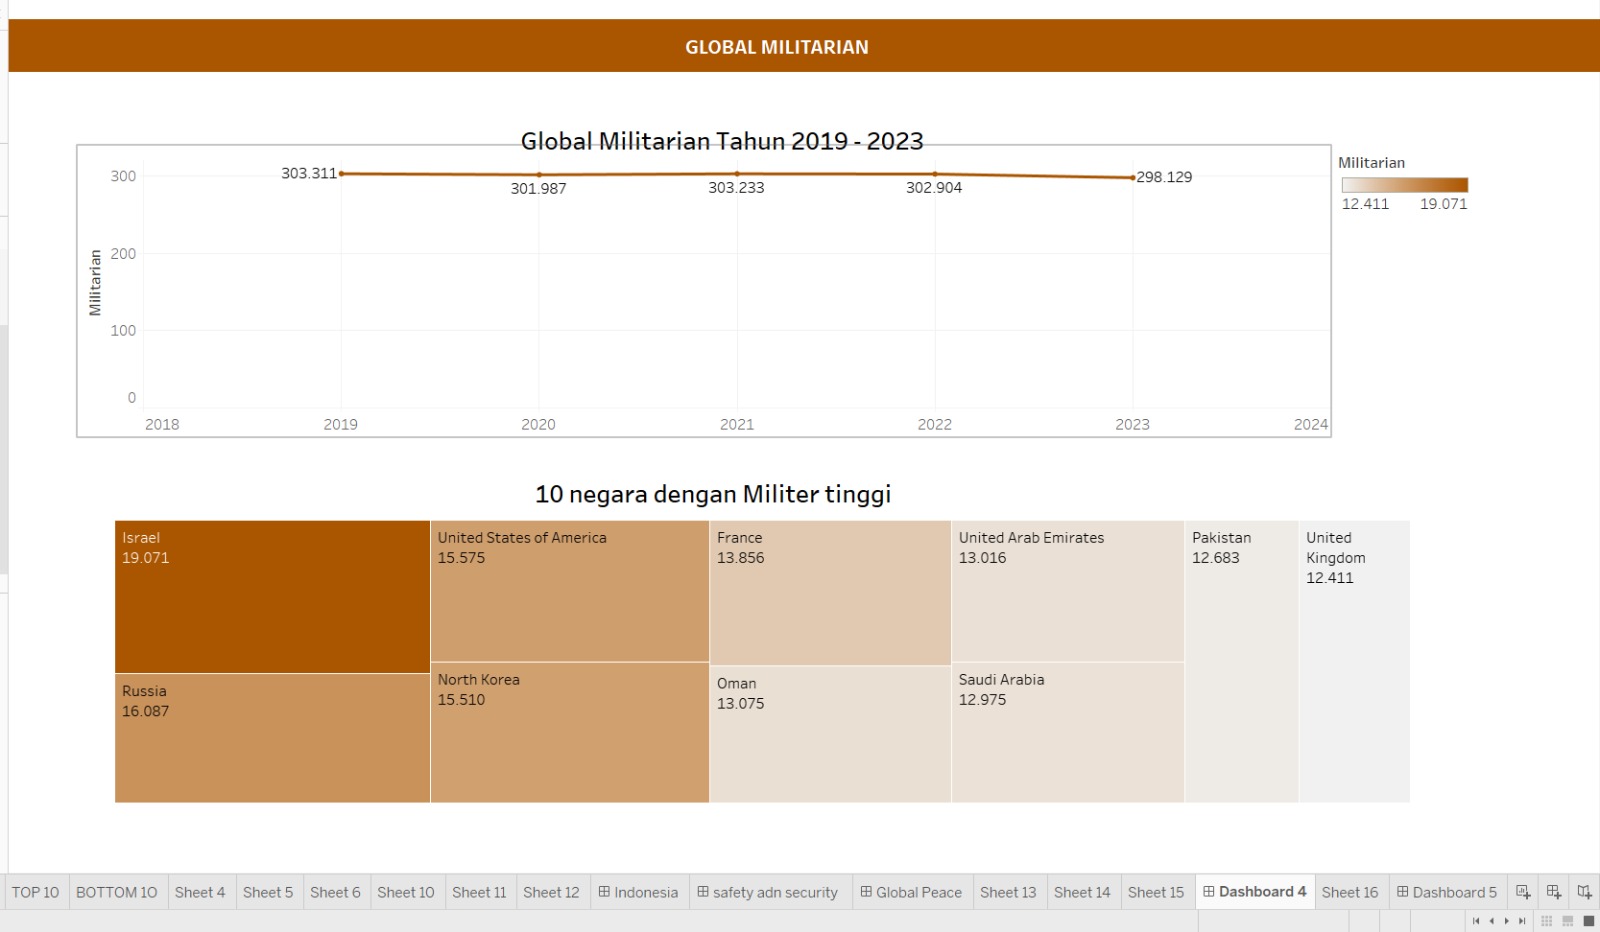 GLOBAL MILITARIAN
Global Militarian Tahun 2019 - 2023
Militarian
12.411 19.071
300
200
100
0
Militarian
303.311
301.987
303.233
302.904
298.129
2018 2019 2020 2021 2022 2023 2024
10 negara dengan Militer tinggi
Israel
19.071
Russia
16.087
United States of America
15.575
North Korea
15.510
France
13.856
Oman
13.075
United Arab Emirates
13.016
Saudi Arabia
12.975
Pakistan
12.683
United
Kingdom
12.411
TOP 10 BOTTOM 10 Sheet 4 Sheet 5 Sheet 6 Sheet 10 Sheet 11 Sheet 12 Indonesia safety adn security Global Peace Sheet 13 Sheet 14 Sheet 15 Dashboard 4 Sheet 16 Dashboard 5